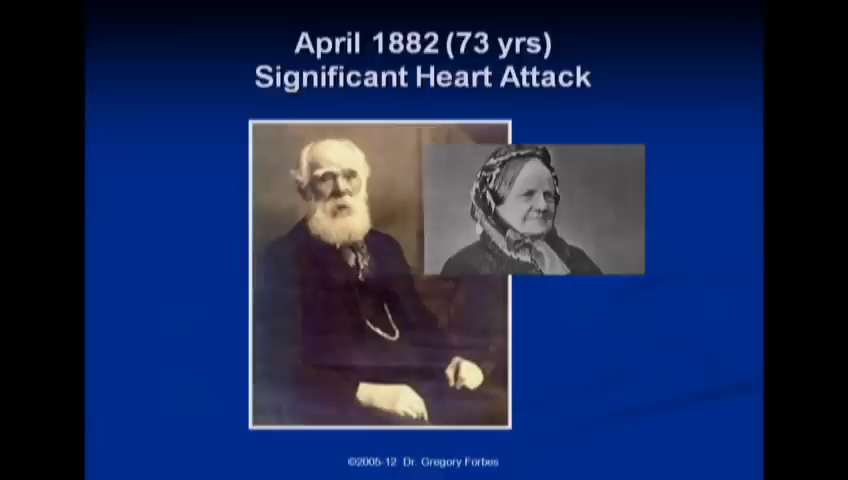 April 1882 (73 yrs)
Significant Heart Attack
©2005-12 Dr. Gregory Forbes